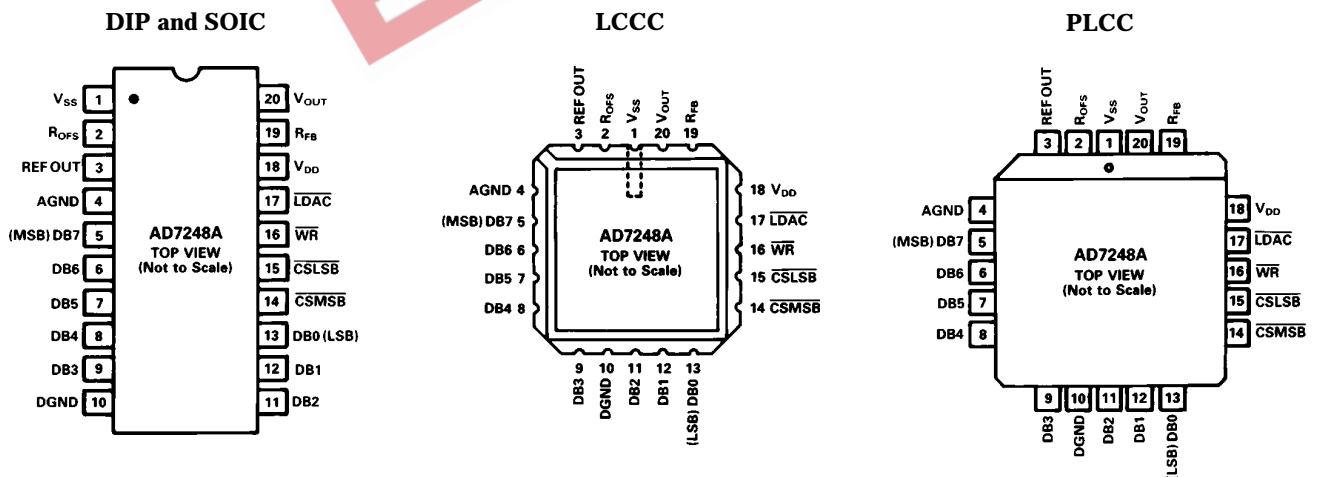 DIP and SOIC
VSS 1
ROFS 2
REF OUT 3
AGND 4
(MSB) DB7 5
DB6 6
DB5 7
DB4 8
DB3 9
DGND 10
20 VOUT
19 RFB
18 VDD
17 LDAC
16 WR
15 CSLSB
14 CSMSB
13 DB0 (LSB)
12 DB1
11 DB2
AD7248A
TOP VIEW
(Not to Scale)
LCCC
REF OUT 3
ROFS 2
VSS 1
VOUT 20
RFB 19
AGND 4
(MSB) DB7 5
DB6 6
DB5 7
DB4 8
18 VDD
17 LDAC
16 WR
15 CSLSB
14 CSMSB
AD7248A
TOP VIEW
(Not to Scale)
9 DB3
10 DGND
11 DB2
12 DB1
13 (LSB) DB0
PLCC
REF OUT 3
ROFS 2
VSS 1
VOUT 20
RFB 19
AGND 4
(MSB) DB7 5
DB6 6
DB5 7
DB4 8
18 VDD
17 LDAC
16 WR
15 CSLSB
14 CSMSB
AD7248A
TOP VIEW
(Not to Scale)
9 DB3
10 DGND
11 DB2
12 DB1
13 LSB) DB0